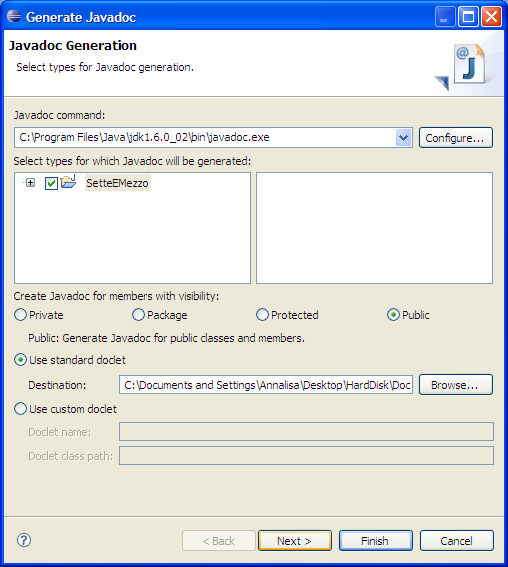 Generate Javadoc
Javadoc Generation
Select types for Javadoc generation.
@
J
Javadoc command:
C:\Program Files\Java\jdk1.6.0_02\bin\javadoc.exe
Configure...
Select types for which Javadoc will be generated:
SetteEMezzo
Create Javadoc for members with visibility:
Private Package Protected Public
Public: Generate Javadoc for public classes and members.
Use standard doclet
Destination: C:\Documents and Settings\Annalisa\Desktop\HardDisk\Doc Browse...
Use custom doclet
Doclet name:
Doclet class path:
? < Back Next > Finish Cancel